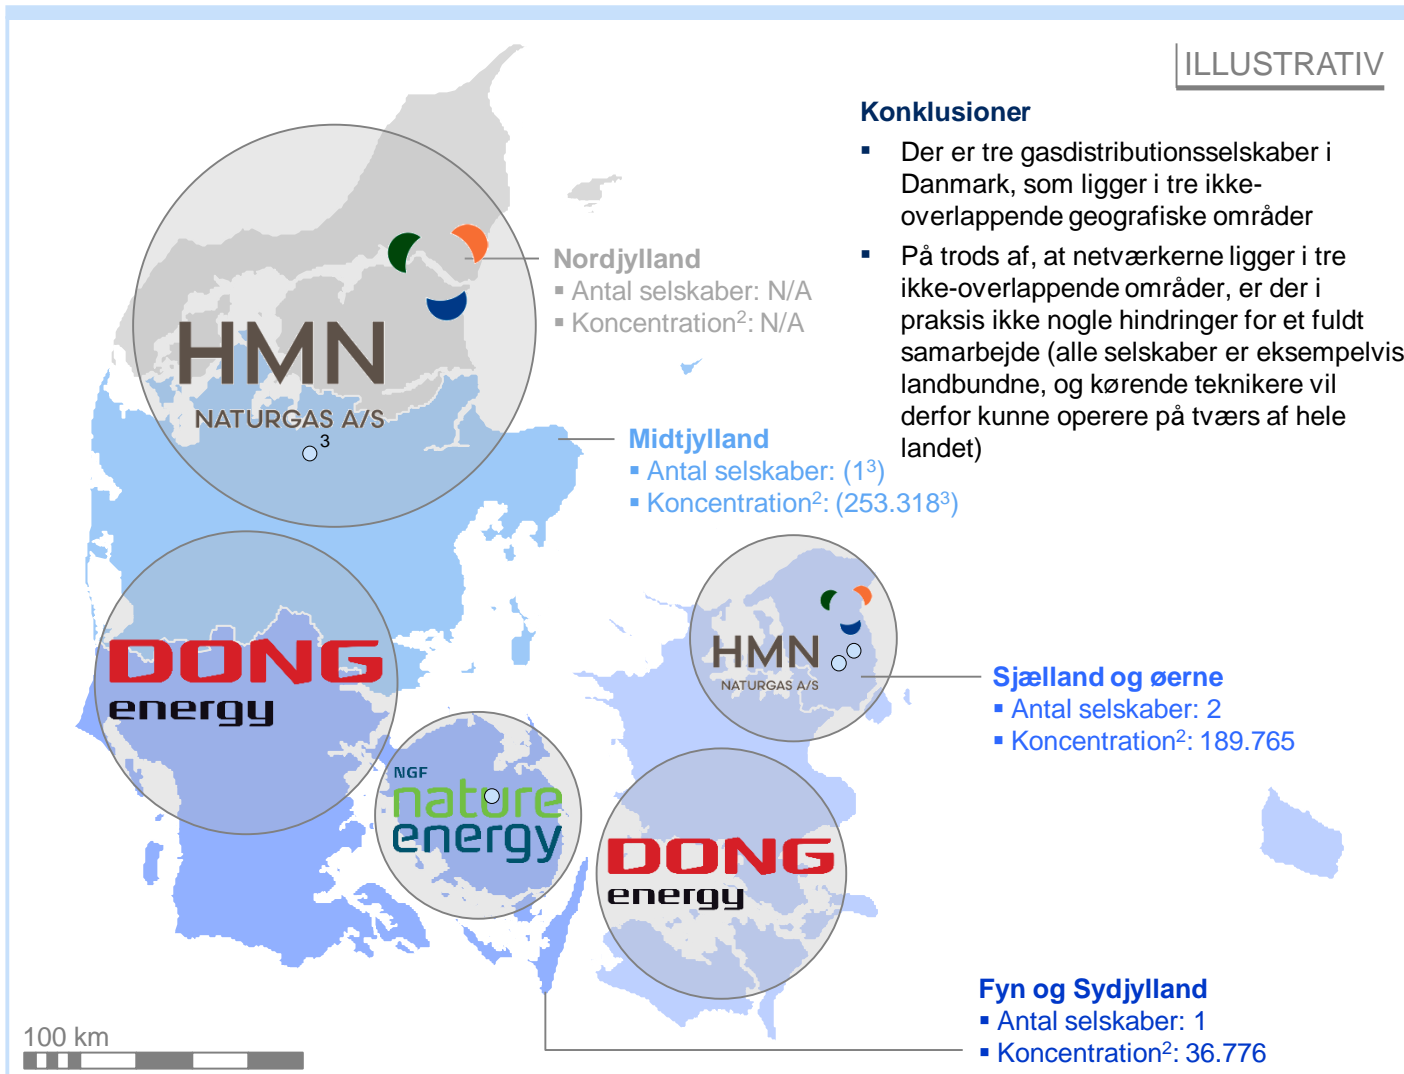 ILLUSTRATIV
Konklusioner
▪ Der er tre gasdistributionsselskaber i
Danmark, som ligger i tre ikke-
overlappende geografiske områder
▪ På trods af, at netværkerne ligger i tre
ikke-overlappende områder, er der i
praksis ikke nogle hindringer for et fuldt
samarbejde (alle selskaber er eksempelvis
landbundne, og kørende teknikere vil
derfor kunne operere på tværs af hele
landet)
Nordjylland
▪ Antal selskaber: N/A
▪ Koncentration²: N/A
HMN
NATURGAS A/S
3
Midtjylland
▪ Antal selskaber: (1³)
▪ Koncentration²: (253.318³)
DONG
energy
HMN
NATURGAS A/S
Sjælland og øerne
▪ Antal selskaber: 2
▪ Koncentration²: 189.765
NGF
nature
energy
DONG
energy
Fyn og Sydjylland
▪ Antal selskaber: 1
▪ Koncentration²: 36.776
100 km